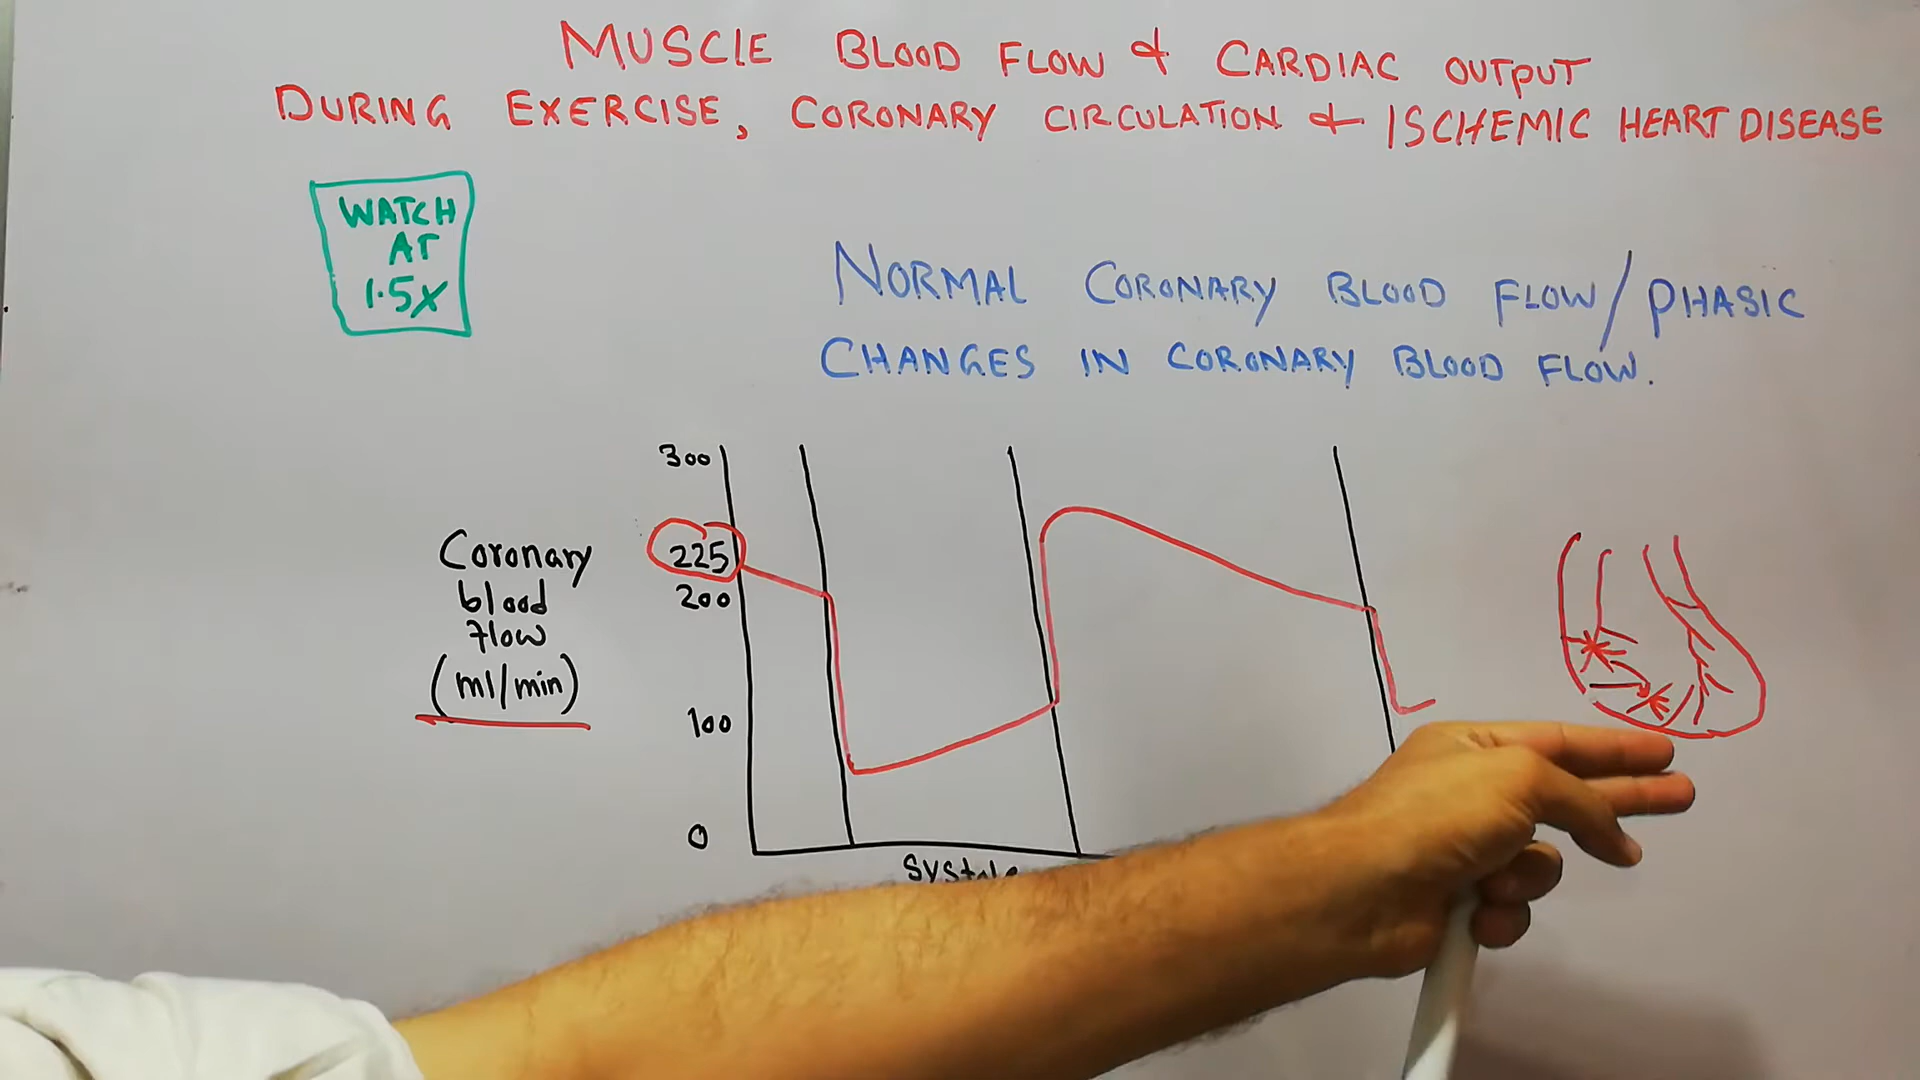 MUSCLE BLOOD FLOW & CARDIAC OUTPUT
DURING EXERCISE, CORONARY CIRCULATION & ISCHEMIC HEART DISEASE
WATCH
AT
1.5X
NORMAL CORONARY BLOOD FLOW/PHASIC
CHANGES IN CORONARY BLOOD FLOW.
300
225
200
100
0
Coronary
blood
flow
(ml/min)
Systole